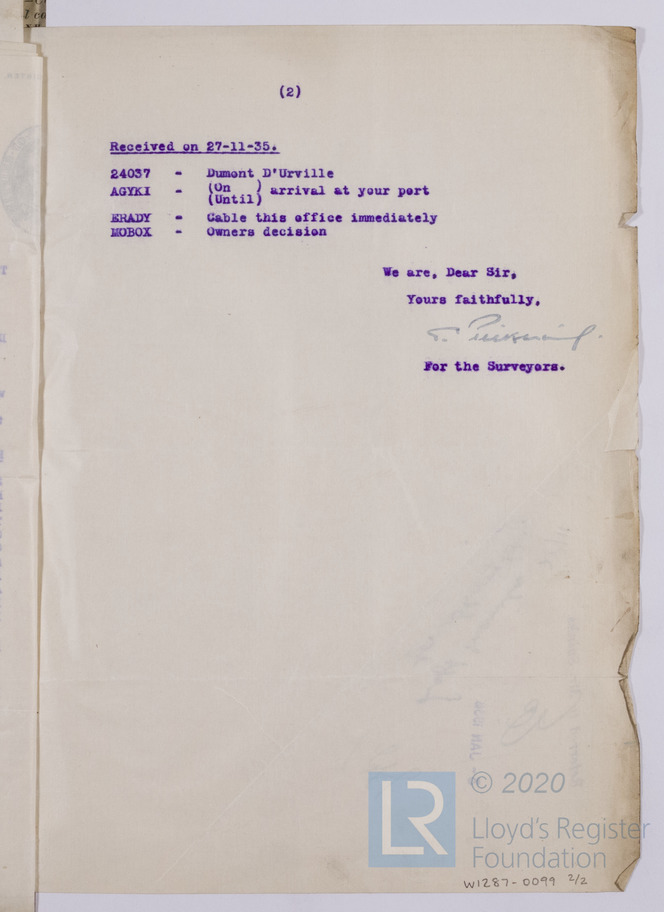 (2)
Received on 27-11-35.
24037 - Dumont D'Urville
AGYKI - (On ) arrival at your port
(Until)
ERADY - Cable this office immediately
MOBOX - Owners decision
We are, Dear Sir,
Yours faithfully,
For the Surveyors.
LR
© 2020
Lloyd's Register
Foundation
W1287-0099 2/2